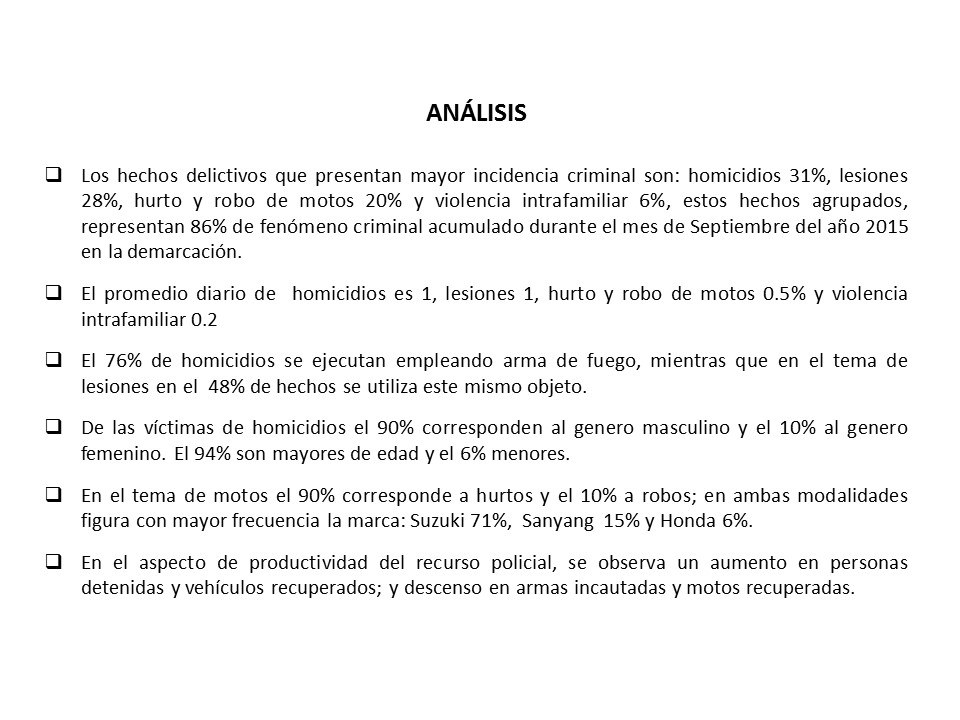 ANÁLISIS
❑ Los hechos delictivos que presentan mayor incidencia criminal son: homicidios 31%, lesiones
28%, hurto y robo de motos 20% y violencia intrafamiliar 6%, estos hechos agrupados,
representan 86% de fenómeno criminal acumulado durante el mes de Septiembre del año 2015
en la demarcación.
❑ El promedio diario de  homicidios es 1, lesiones 1, hurto y robo de motos 0.5% y violencia
intrafamiliar 0.2
❑ El 76% de homicidios se ejecutan empleando arma de fuego, mientras que en el tema de
lesiones en el  48% de hechos se utiliza este mismo objeto.
❑ De las víctimas de homicidios el 90% corresponden al genero masculino y el 10% al genero
femenino.  El 94% son mayores de edad y el 6% menores.
❑ En el tema de motos el 90% corresponde a hurtos y el 10% a robos; en ambas modalidades
figura con mayor frecuencia la marca: Suzuki 71%,  Sanyang  15% y Honda 6%.
❑ En el aspecto de productividad del recurso policial, se observa un aumento en personas
detenidas y vehículos recuperados; y descenso en armas incautadas y motos recuperadas.